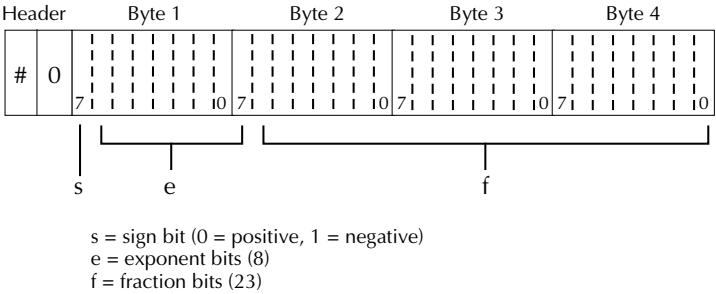 Header Byte 1 Byte 2 Byte 3 Byte 4
# 0
7 0 7 0 7 0 7 0
s e f
s = sign bit (0 = positive, 1 = negative)
e = exponent bits (8)
f = fraction bits (23)